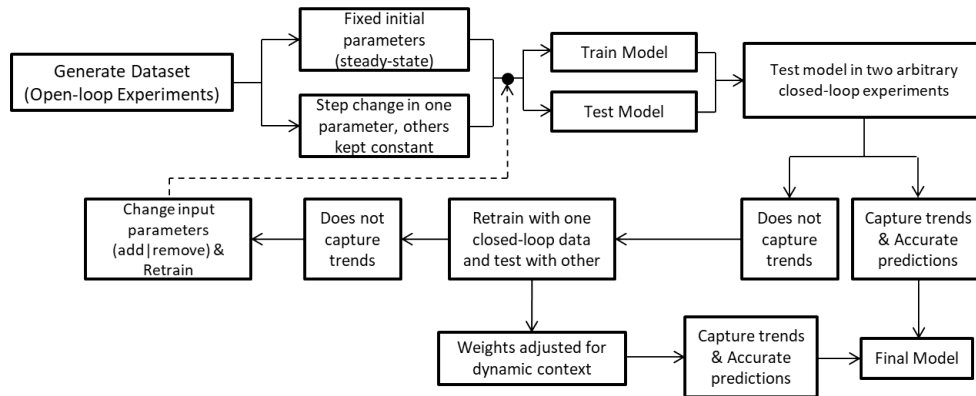 Generate Dataset
(Open-loop Experiments)
Fixed initial
parameters
(steady-state)
Step change in one
parameter, others
kept constant
Train Model
Test Model
Test model in two arbitrary
closed-loop experiments
Change input
parameters
(add|remove) &
Retrain
Does not
capture
trends
Retrain with one
closed-loop data
and test with other
Does not
capture
trends
Capture trends
& Accurate
predictions
Weights adjusted for
dynamic context
Capture trends
& Accurate
predictions
Final Model